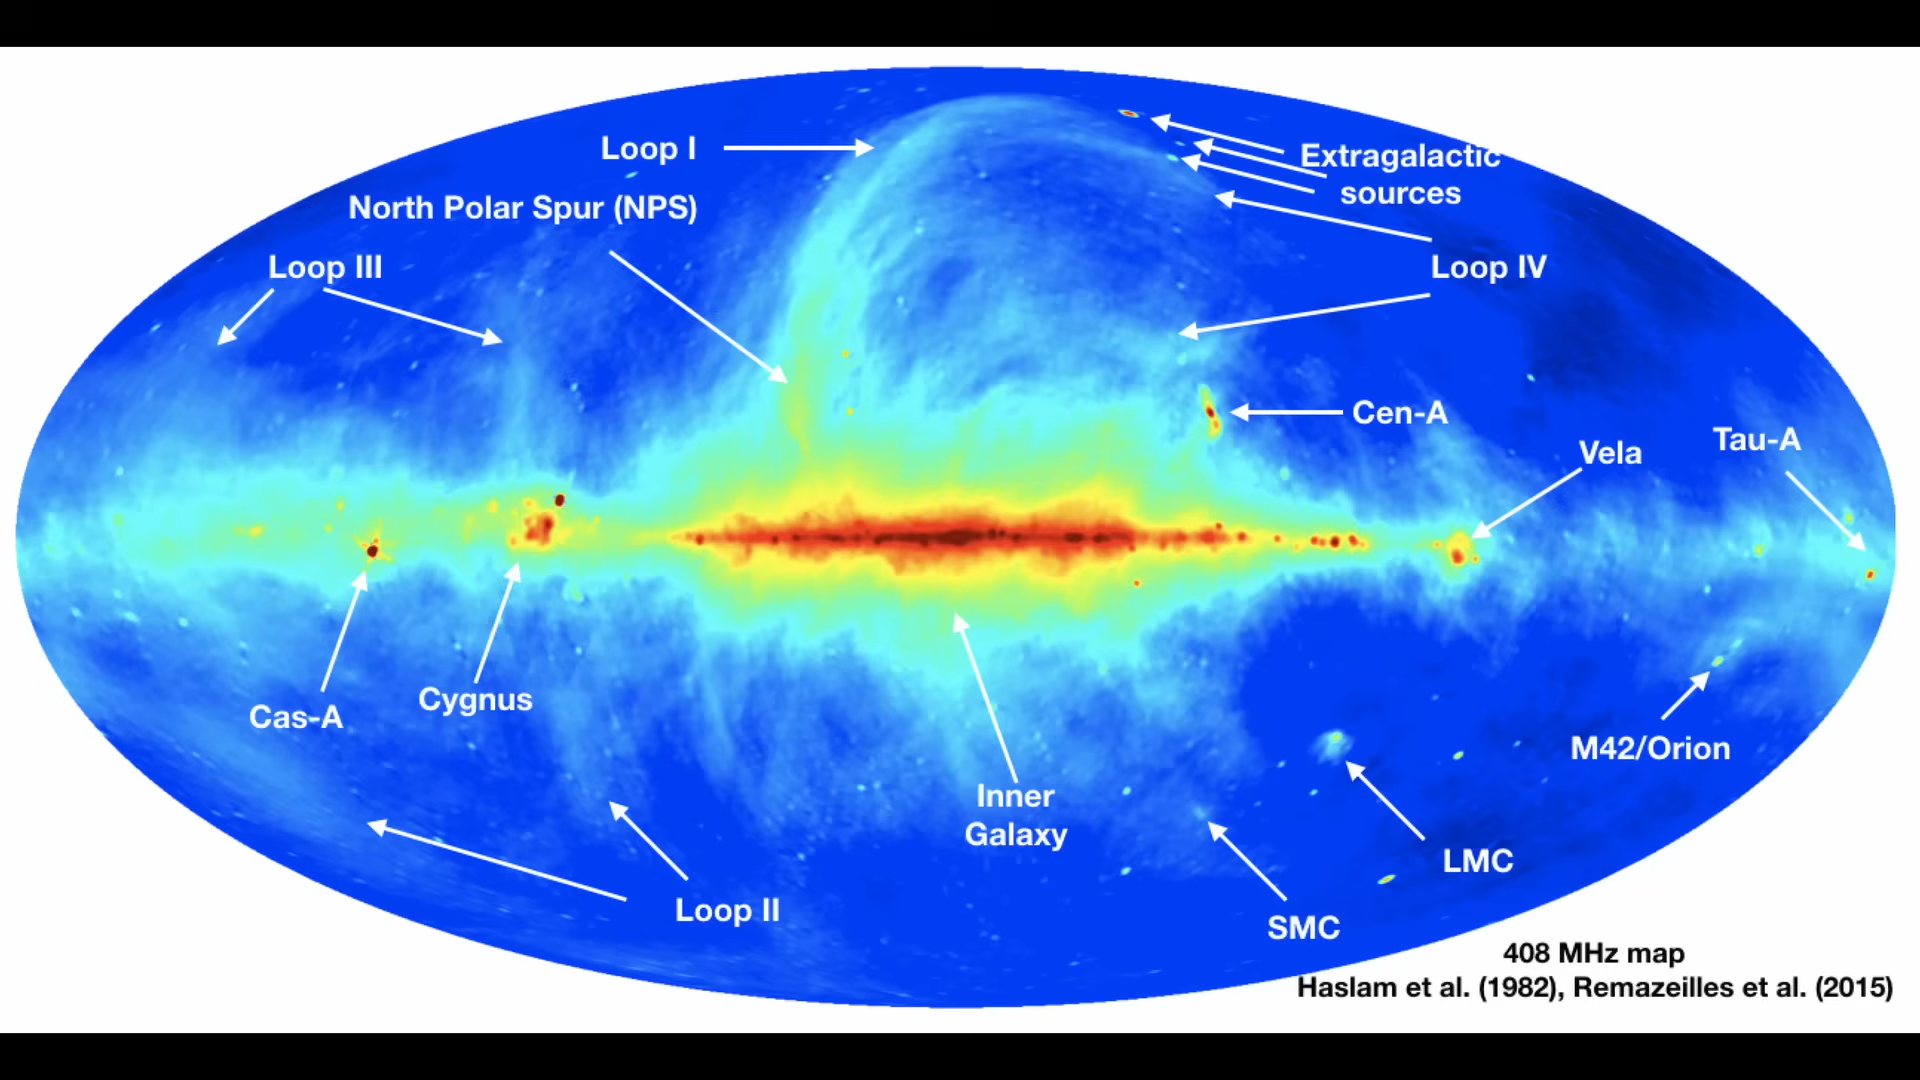 Loop I
Extragalactic
sources
North Polar Spur (NPS)
Loop III
Loop IV
Cen-A
Tau-A
Vela
Cas-A
Cygnus
M42/Orion
Inner
Galaxy
LMC
Loop II
SMC
408 MHz map
Haslam et al. (1982), Remazeilles et al. (2015)